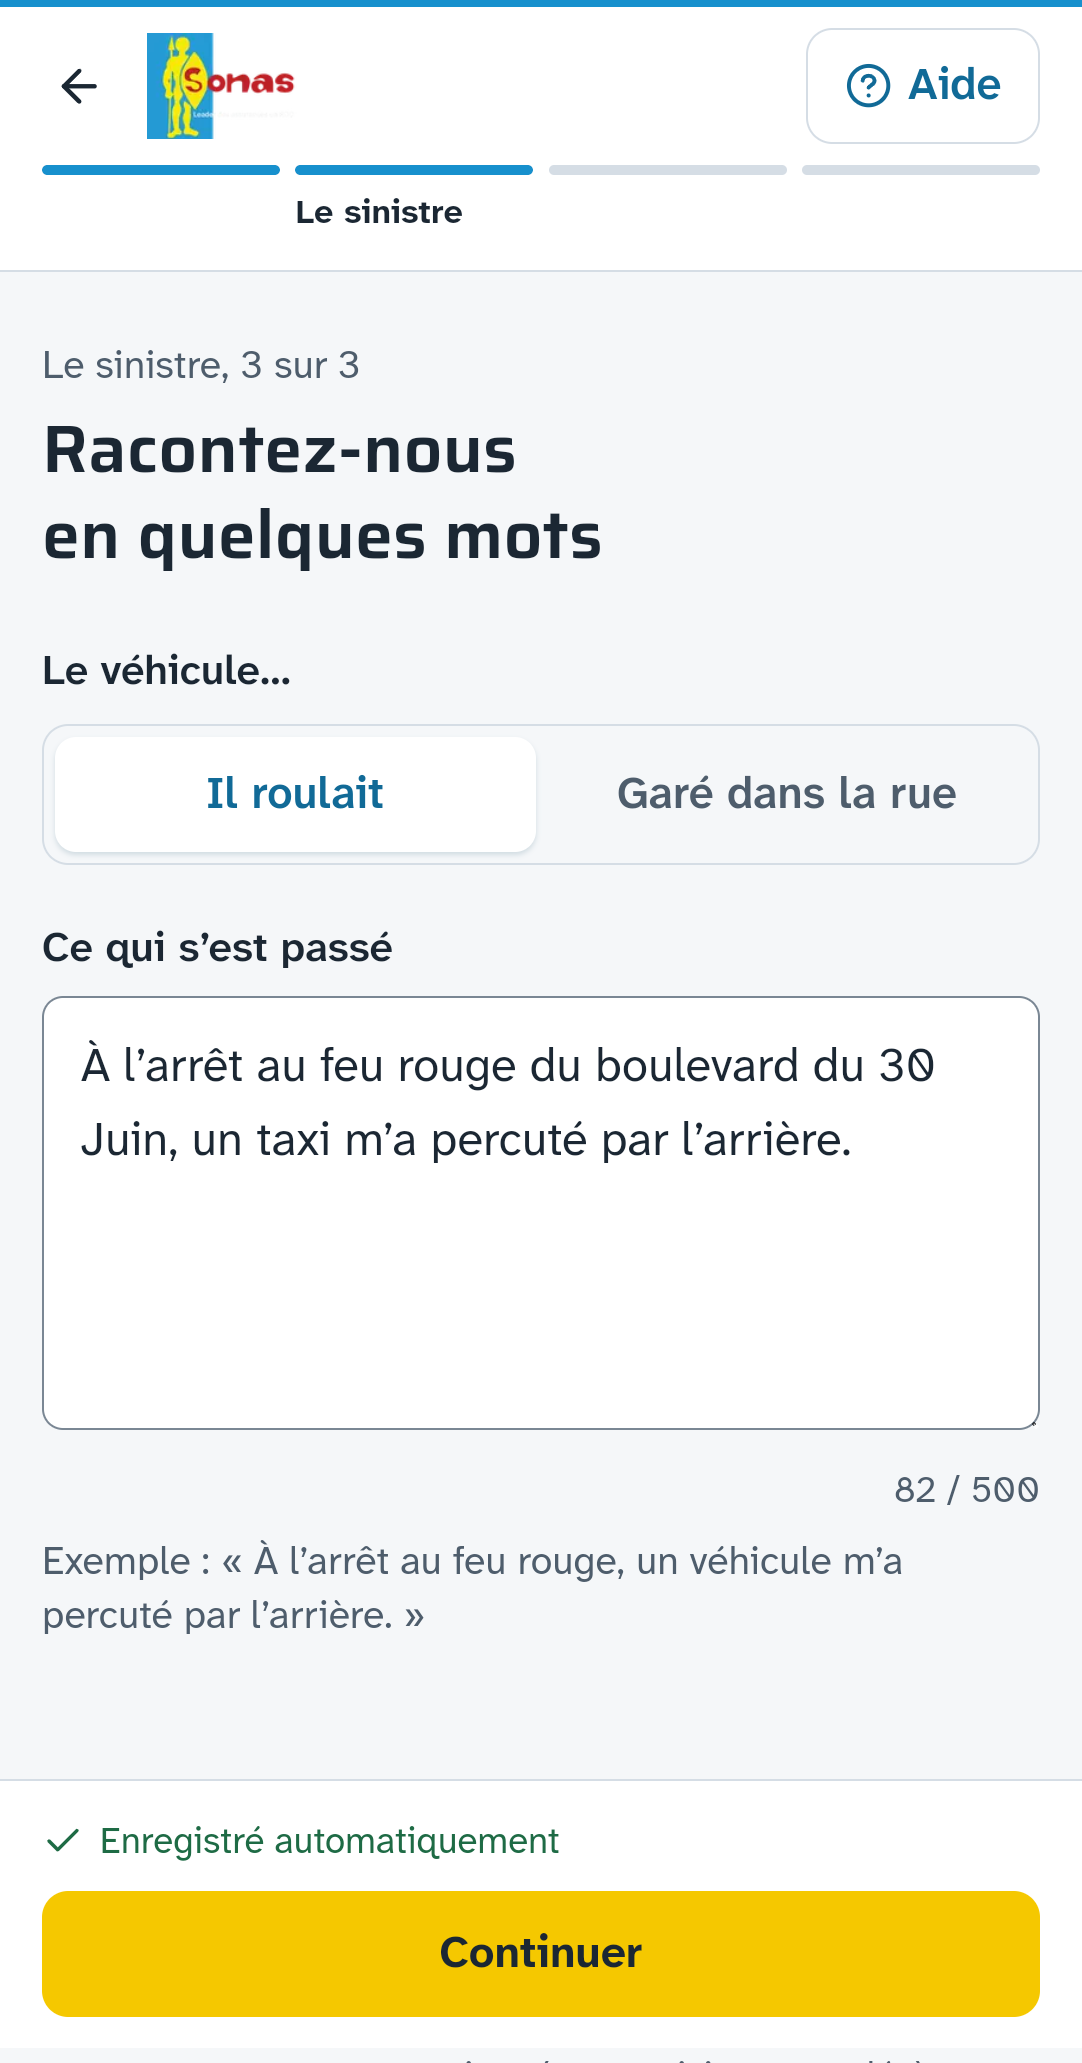 Sonas
Aide
Le sinistre
Le sinistre, 3 sur 3
Racontez-nous
en quelques mots
Le véhicule...
Il roulait
Garé dans la rue
Ce qui s’est passé
À l’arrêt au feu rouge du boulevard du 30
Juin, un taxi m’a percuté par l’arrière.
82 / 500
Exemple : « À l’arrêt au feu rouge, un véhicule m’a
percuté par l’arrière. »
Enregistré automatiquement
Continuer